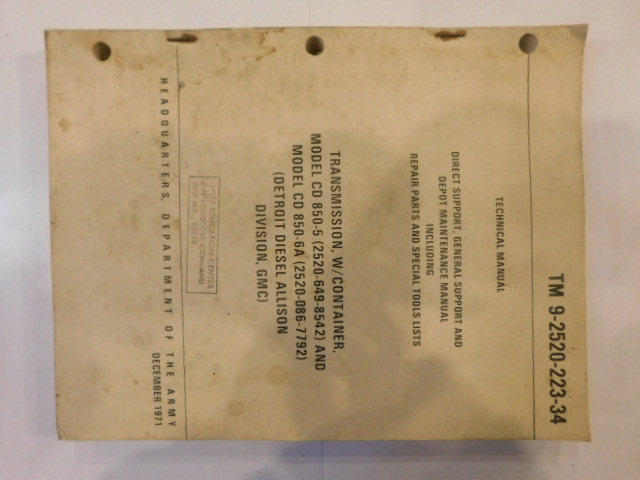 TM 9-2520-223-34
TECHNICAL MANUAL
DIRECT SUPPORT, GENERAL SUPPORT AND
DEPOT MAINTENANCE MANUAL
INCLUDING
REPAIR PARTS AND SPECIAL TOOLS LISTS
TRANSMISSION, W/CONTAINER,
MODEL CD 850-5 (2520-649-8542) AND
MODEL CD 850-6A (2520-086-7792)
(DETROIT DIESEL ALLISON
DIVISION, GMC)
CENTER
COMMAND
HEADQUARTERS, DEPARTMENT OF THE ARMY
DECEMBER 1971